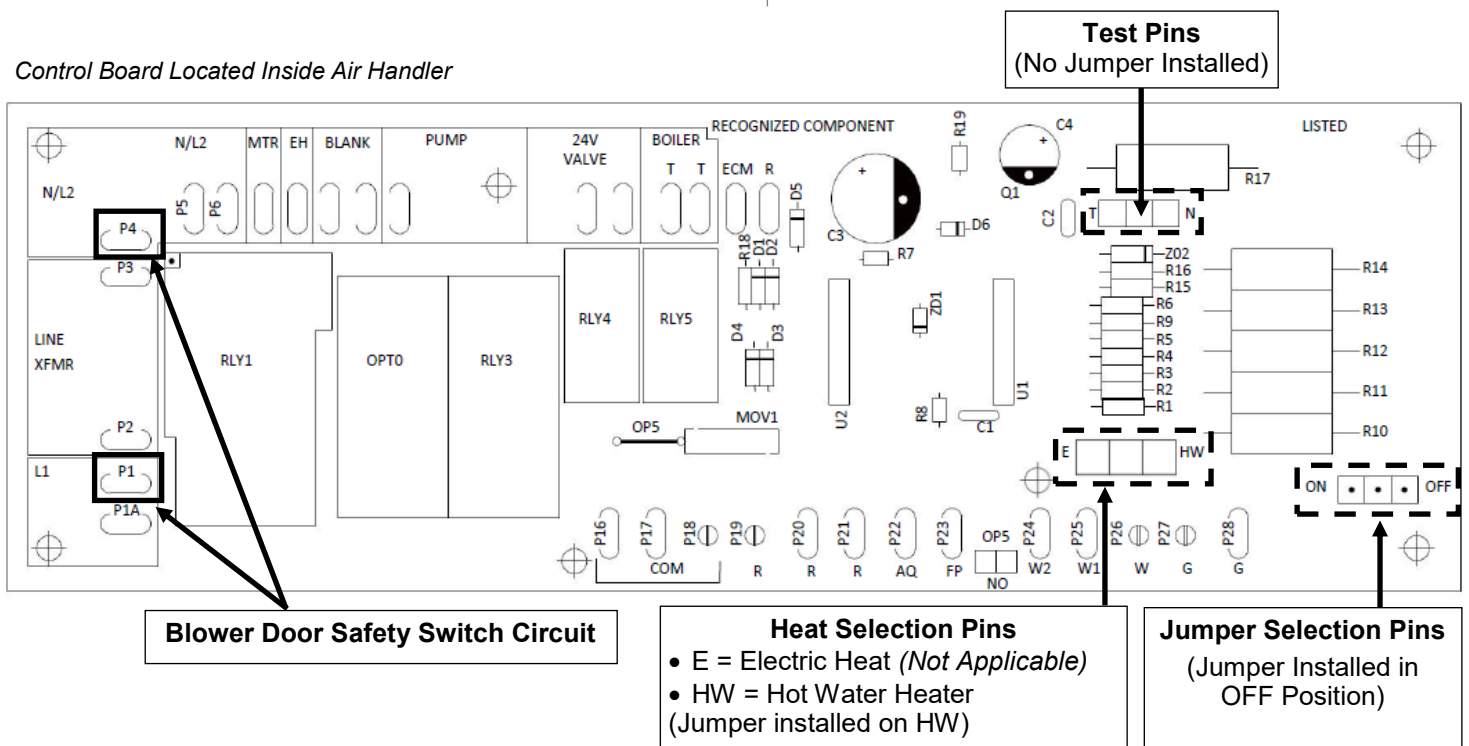 Test Pins
(No Jumper Installed)
Control Board Located Inside Air Handler
N/L2 MTR EH BLANK PUMP 24V VALVE BOILER RECOGNIZED COMPONENT R19 C4 LISTED
T T ECM R
N/L2
P5 P6
D5
+
+
Q1
R17
P4
C3
D6
C2
T N
P3
R18 D1 D2
R7
Z02
R16
R15
R14
LINE
XFMR
RLY1
OPT0
RLY3
RLY4
RLY5
D4 D3
ZD1
R6
R9
R5
R4
R3
R2
R1
R13
R12
R11
R10
U2
R8
U1
C1
P2
OP5
MOV1
L1
P1
E HW
ON OFF
P1A
P16 P17 P18 P19 P20 P21 P22 P23 OP5 P24 P25 P26 P27 P28
COM R R R AQ FP NO W2 W1 W G G
Blower Door Safety Switch Circuit
Heat Selection Pins
• E = Electric Heat (Not Applicable)
• HW = Hot Water Heater
(Jumper installed on HW)
Jumper Selection Pins
(Jumper Installed in
OFF Position)